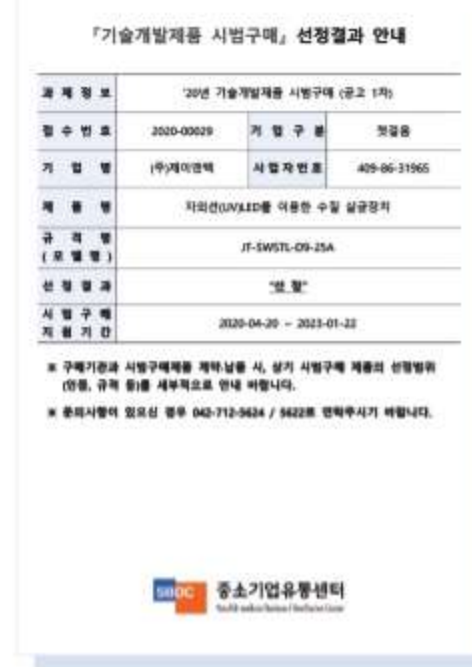 「기술개발제품 시범구매」 선정결과 안내
과 제 정 보 '20년 기술개발제품 시범구매 (공고 1차)
접 수 번 호 2020-00029 기 업 구 분 첫걸음
기 업 명 (주)제이앤텍 사 업 자 번 호 409-86-31965
제 품 명 자외선(UV)LED를 이용한 수질 살균장치
규 격 명
( 모 델 명 ) JT-SWSTL-D9-25A
선 정 결 과 "선 정"
시 범 구 매
지 원 기 간 2020-04-20 ~ 2023-01-22
※ 구매기관과 시범구매제품 계약·납품 시, 상기 시범구매 제품의 선정범위
(인증, 규격 등)를 세부적으로 안내 바랍니다.
※ 문의사항이 있으신 경우 042-712-5624 / 5622로 연락주시기 바랍니다.
SBDC 중소기업유통센터